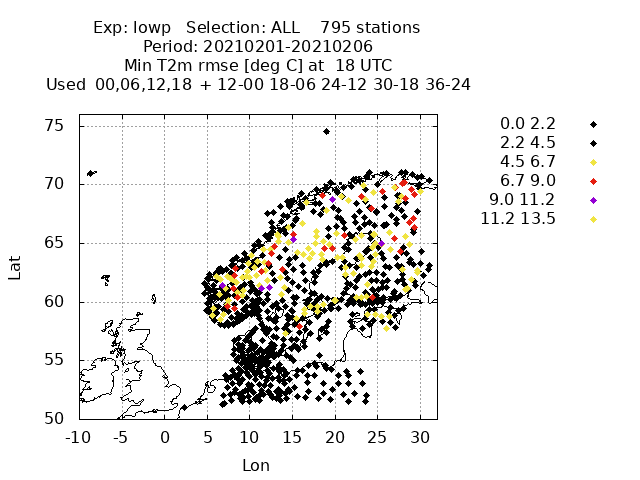 Exp: lowp   Selection: ALL    795 stations
Period: 20210201-20210206
Min T2m rmse [deg C] at  18 UTC
Used  00,06,12,18  + 12-00 18-06 24-12 30-18 36-24
75
70
65
60
55
50
Lat
-10 -5 0 5 10 15 20 25 30
Lon
0.0 2.2
2.2 4.5
4.5 6.7
6.7 9.0
9.0 11.2
11.2 13.5